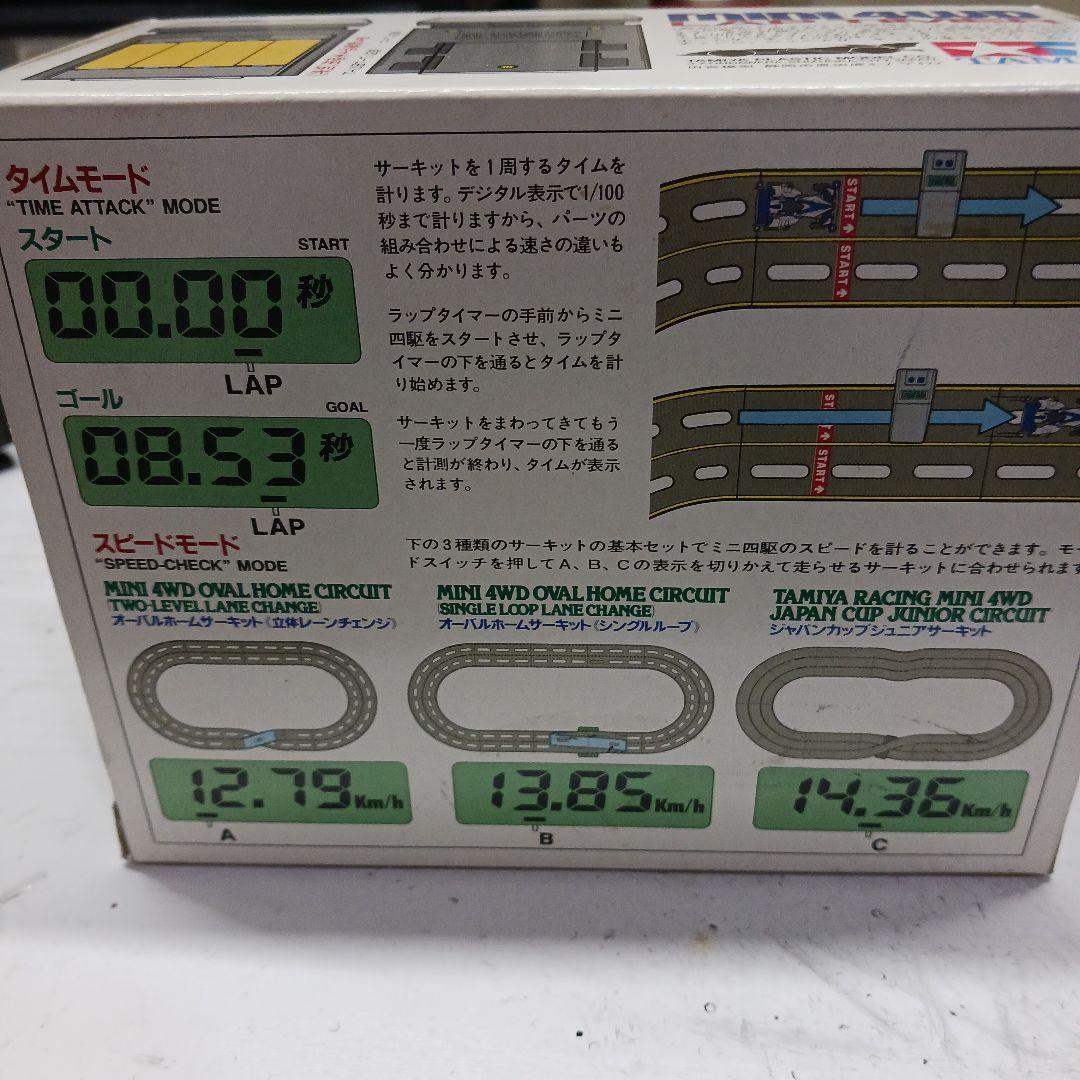 TAMIYA PLASTIC MODEL CO.
タイムモード
“TIME ATTACK” MODE
スタート
START
00.00秒
LAP
ゴール
GOAL
08.53秒
LAP
サーキットを1周するタイムを
計ります。デジタル表示で1/100
秒まで計りますから、パーツの
組み合わせによる速さの違いも
よく分かります。
ラップタイマーの手前からミニ
四駆をスタートさせ、ラップタ
イマーの下を通るとタイムを計
り始めます。
サーキットをまわってきてもう
一度ラップタイマーの下を通る
と計測が終わり、タイムが表示
されます。
START
START
ST
START
スピードモード
“SPEED-CHECK” MODE
下の3種類のサーキットの基本セットでミニ四駆のスピードを計ることができます。モー
ドスイッチを押してA、B、Cの表示を切りかえて走らせるサーキットに合わせられます
MINI 4WD OVAL HOME CIRCUIT
(TWO-LEVEL LANE CHANGE)
オーバルホームサーキット《立体レーンチェンジ》
12.79Km/h
A
MINI 4WD OVAL HOME CIRCUIT
(SINGLE LOOP LANE CHANGE)
オーバルホームサーキット《シングルループ》
13.85Km/h
B
TAMIYA RACING MINI 4WD
JAPAN CUP JUNIOR CIRCUIT
ジャパンカップジュニアサーキット
14.36Km/h
C